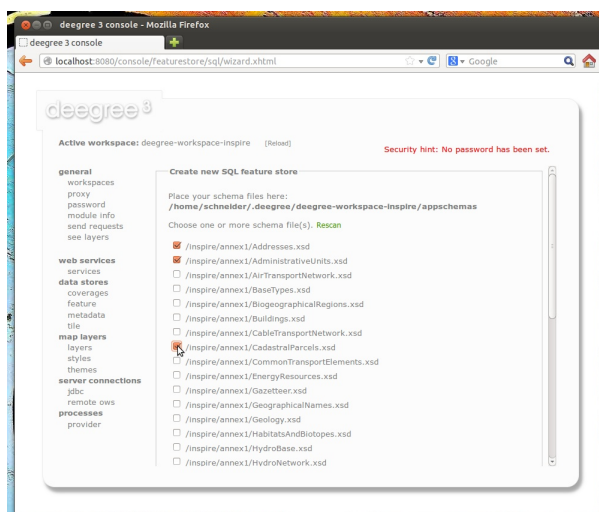 deegree 3 console - Mozilla Firefox
deegree 3 console
localhost:8080/console/featurestore/sql/wizard.xhtml
Google
deegree 3
Active workspace: deegree-workspace-inspire [Reload]
Security hint: No password has been set.
general
workspaces
proxy
password
module info
send requests
see layers
web services
services
data stores
coverages
feature
metadata
tile
map layers
layers
styles
themes
server connections
jdbc
remote ows
processes
provider
Create new SQL feature store
Place your schema files here:
/home/schneider/.deegree/deegree-workspace-inspire/appschemas
Choose one or more schema file(s). Rescan
/inspire/annex1/Addresses.xsd
/inspire/annex1/AdministrativeUnits.xsd
/inspire/annex1/AirTransportNetwork.xsd
/inspire/annex1/BaseTypes.xsd
/inspire/annex1/BiogeographicalRegions.xsd
/inspire/annex1/Buildings.xsd
/inspire/annex1/CableTransportNetwork.xsd
/inspire/annex1/CadastralParcels.xsd
/inspire/annex1/CommonTransportElements.xsd
/inspire/annex1/EnergyResources.xsd
/inspire/annex1/Gazetteer.xsd
/inspire/annex1/GeographicalNames.xsd
/inspire/annex1/Geology.xsd
/inspire/annex1/HabitatsAndBiotopes.xsd
/inspire/annex1/HydroBase.xsd
/inspire/annex1/HydroNetwork.xsd